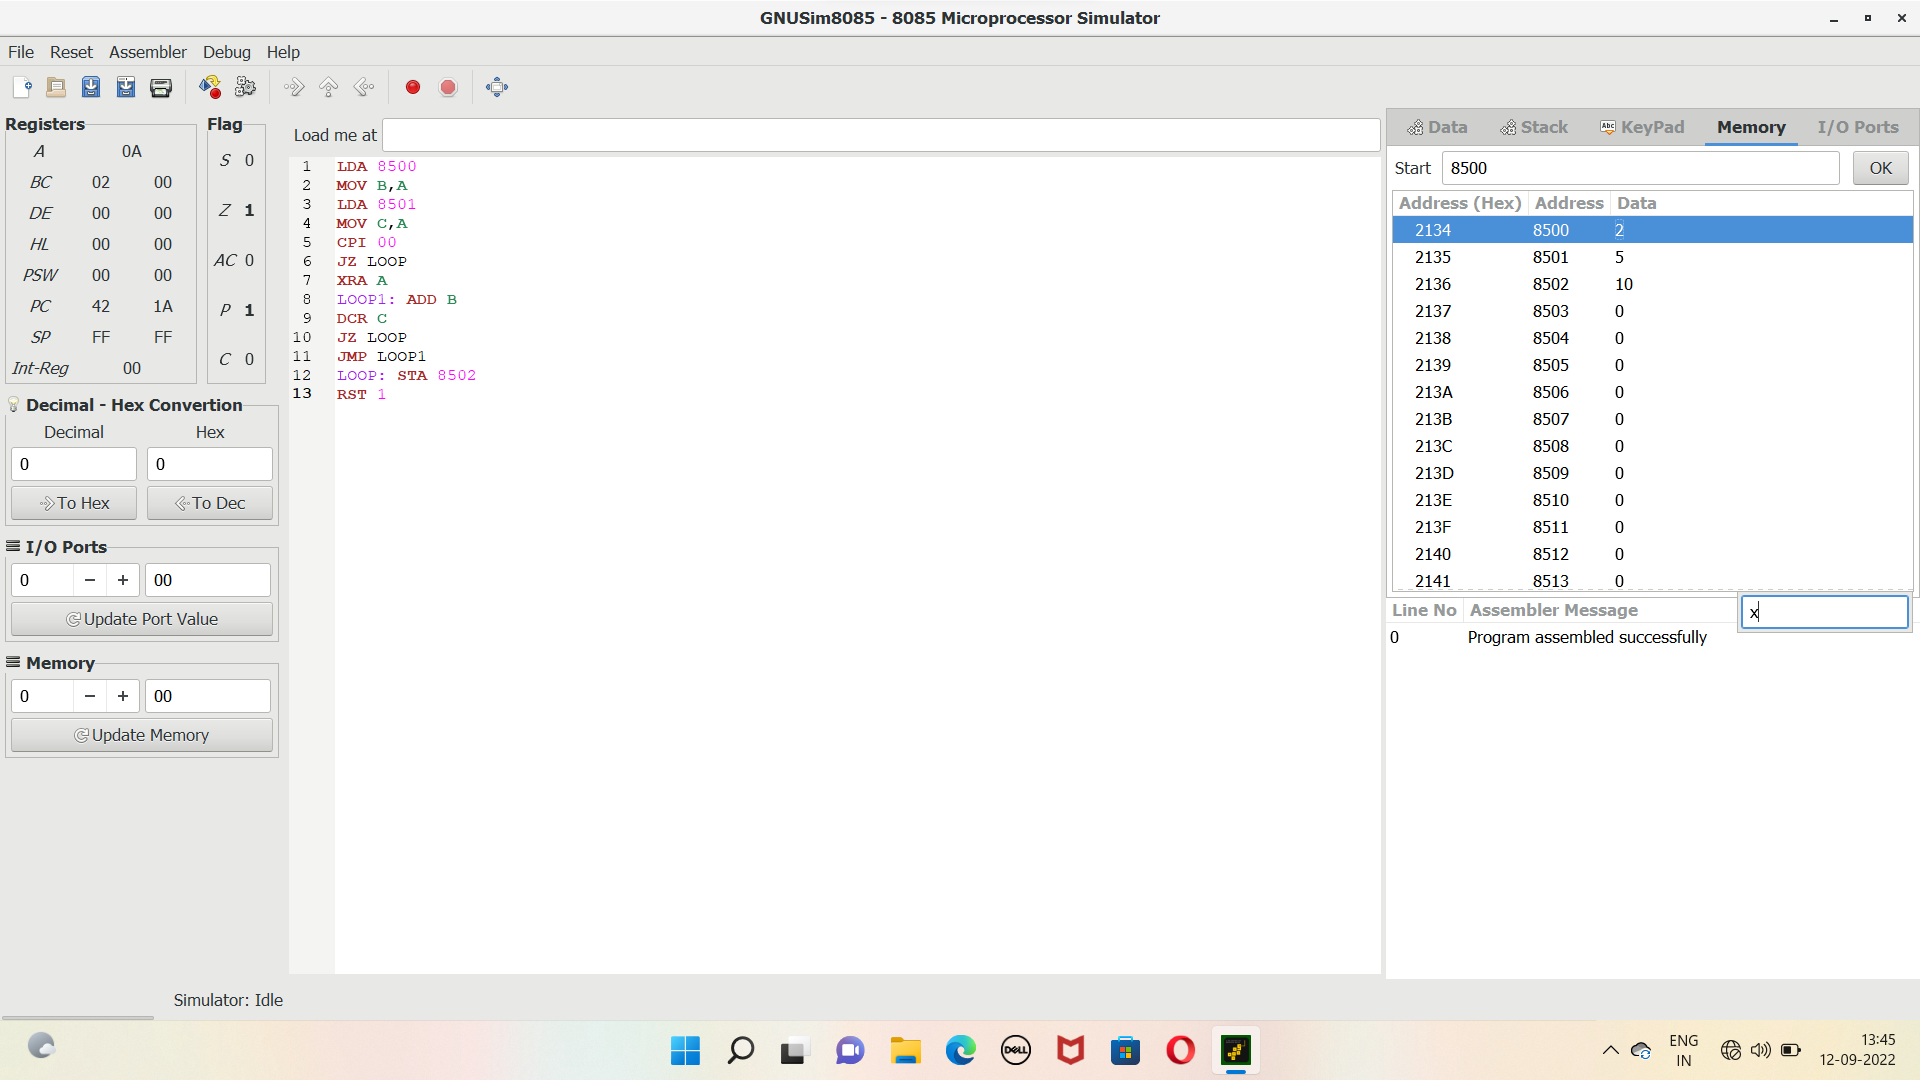 GNUSim8085 - 8085 Microprocessor Simulator
File Reset Assembler Debug Help
Registers
A 0A
BC 02 00
DE 00 00
HL 00 00
PSW 00 00
PC 42 1A
SP FF FF
Int-Reg 00
Flag
S 0
Z 1
AC 0
P 1
C 0
Decimal - Hex Convertion
Decimal Hex
0 0
To Hex To Dec
I/O Ports
0 − + 00
Update Port Value
Memory
0 − + 00
Update Memory
Load me at
1 LDA 8500
2 MOV B,A
3 LDA 8501
4 MOV C,A
5 CPI 00
6 JZ LOOP
7 XRA A
8 LOOP1: ADD B
9 DCR C
10 JZ LOOP
11 JMP LOOP1
12 LOOP: STA 8502
13 RST 1
Data Stack Abc KeyPad Memory I/O Ports
Start 8500 OK
Address (Hex) Address Data
2134 8500 2
2135 8501 5
2136 8502 10
2137 8503 0
2138 8504 0
2139 8505 0
213A 8506 0
213B 8507 0
213C 8508 0
213D 8509 0
213E 8510 0
213F 8511 0
2140 8512 0
2141 8513 0
Line No Assembler Message
x
0 Program assembled successfully
Simulator: Idle
DELL
ENG
IN
13:45
12-09-2022